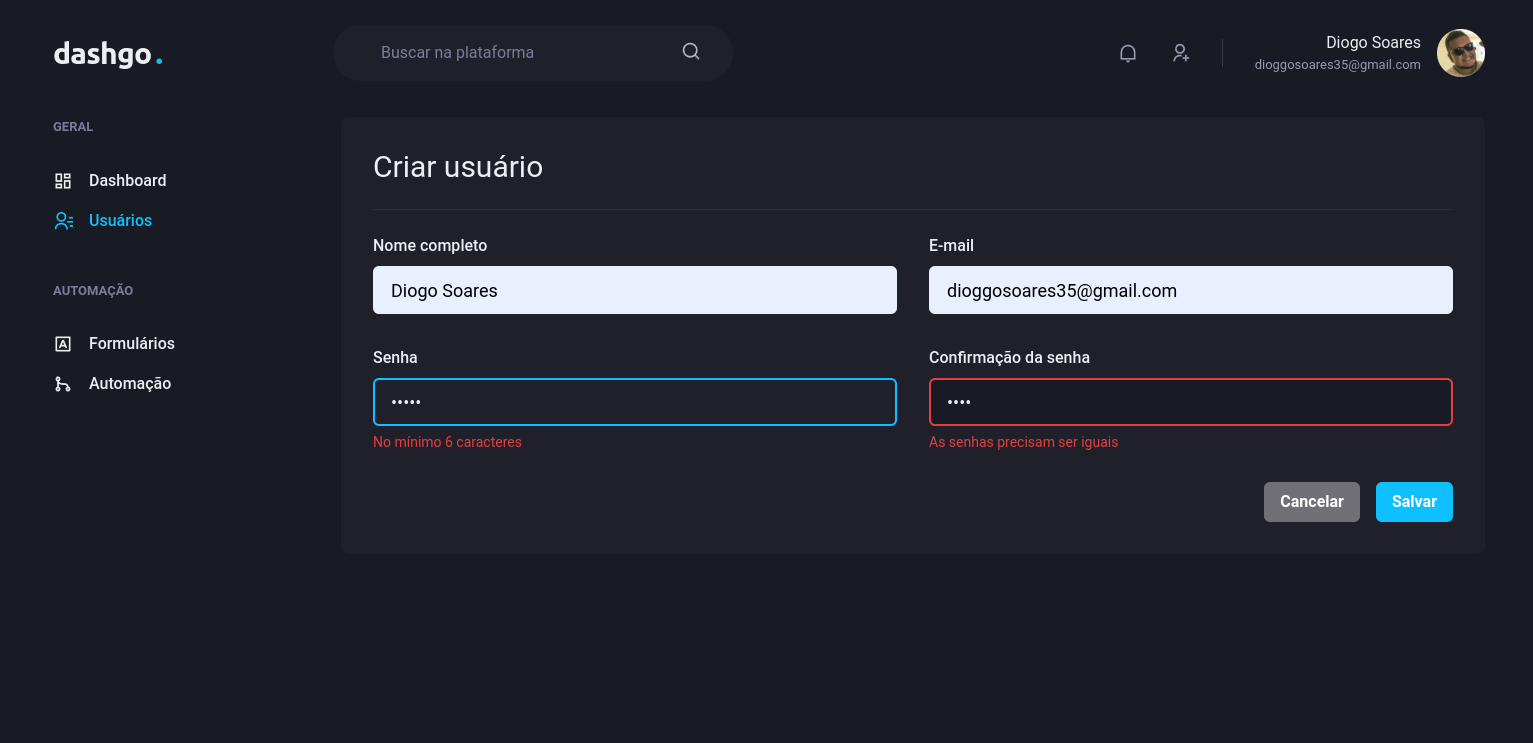 dashgo.
Buscar na plataforma
Diogo Soares
dioggosoares35@gmail.com
GERAL
Dashboard
Usuários
AUTOMAÇÃO
Formulários
Automação
Criar usuário
Nome completo
E-mail
Diogo Soares
dioggosoares35@gmail.com
Senha
Confirmação da senha
•••••
••••
No mínimo 6 caracteres
As senhas precisam ser iguais
Cancelar
Salvar